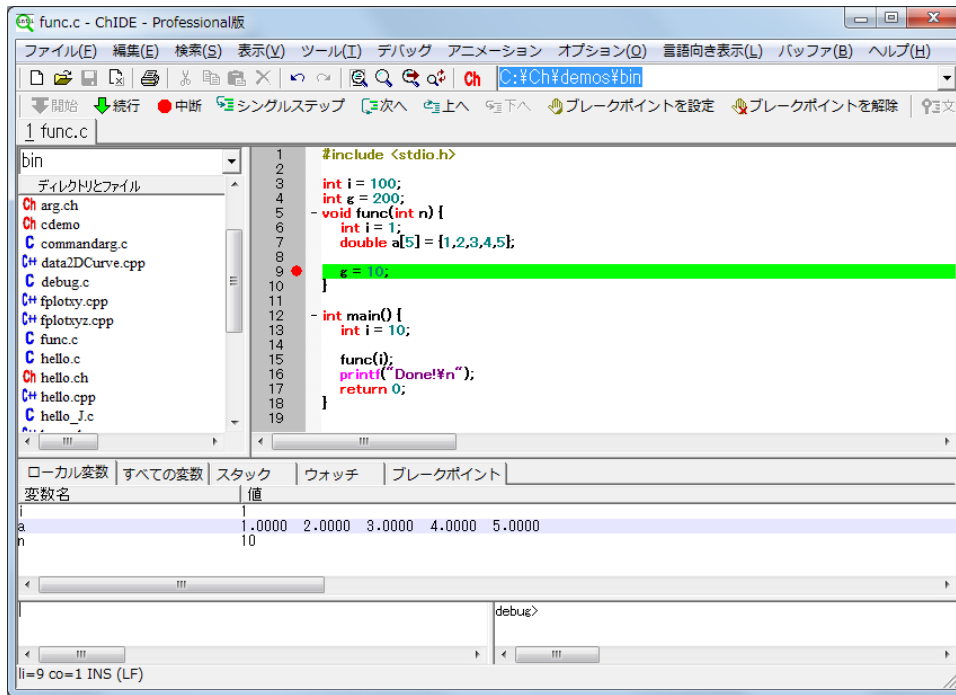 func.c - ChIDE - Professional版
ファイル(F) 編集(E) 検索(S) 表示(V) ツール(T) デバッグ アニメーション オプション(O) 言語向き表示(L) バッファ(B) ヘルプ(H)
Ch C:¥Ch¥demos¥bin
開始 続行 中断 シングルステップ 次へ 上へ 下へ ブレークポイントを設定 ブレークポイントを解除 文
1 func.c
bin
ディレクトリとファイル
Ch arg.ch
Ch cdemo
C commandarg.c
C++ data2DCurve.cpp
C debug.c
C++ fplotxy.cpp
C++ fplotxyz.cpp
C func.c
C hello.c
Ch hello.ch
C++ hello.cpp
C hello_J.c
1 #include <stdio.h>
2
3 int i = 100;
4 int g = 200;
5 - void func(int n) {
6 int i = 1;
7 double a[5] = {1,2,3,4,5};
8
9 g = 10;
10 }
11
12 - int main() {
13 int i = 10;
14
15 func(i);
16 printf("Done!¥n");
17 return 0;
18 }
19
ローカル変数 すべての変数 スタック ウォッチ ブレークポイント
変数名 値
i 1
a 1.0000 2.0000 3.0000 4.0000 5.0000
n 10
debug>
li=9 co=1 INS (LF)